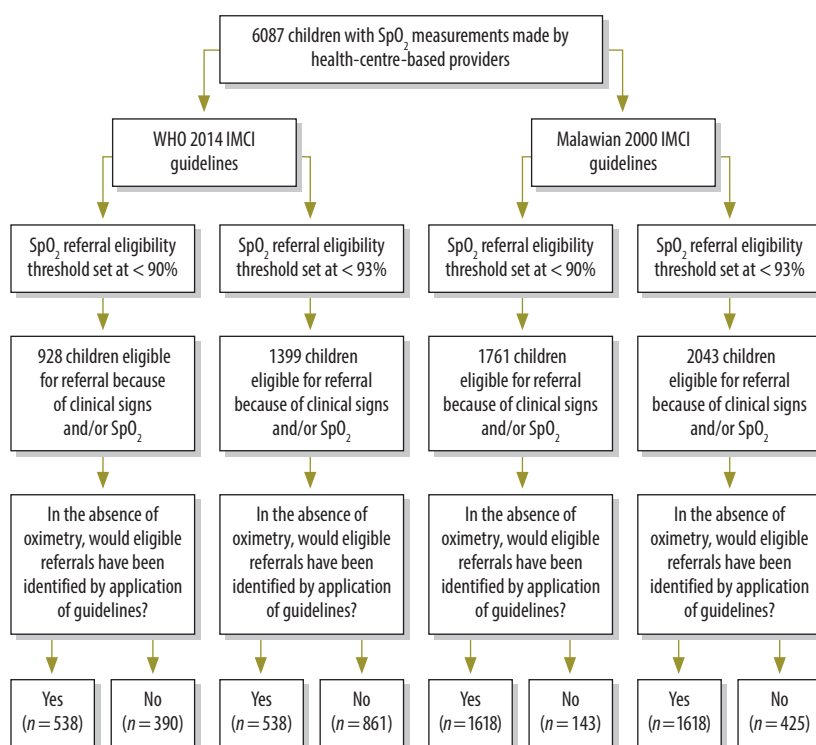 6087 children with SpO₂ measurements made by
health-centre-based providers
WHO 2014 IMCI
guidelines
Malawian 2000 IMCI
guidelines
SpO₂ referral eligibility
threshold set at < 90%
SpO₂ referral eligibility
threshold set at < 93%
SpO₂ referral eligibility
threshold set at < 90%
SpO₂ referral eligibility
threshold set at < 93%
928 children eligible
for referral because
of clinical signs
and/or SpO₂
1399 children
eligible for referral
because of clinical signs
and/or SpO₂
1761 children
eligible for referral
because of clinical signs
and/or SpO₂
2043 children
eligible for referral
because of clinical signs
and/or SpO₂
In the absence of
oximetry, would eligible
referrals have been
identified by application
of guidelines?
In the absence of
oximetry, would eligible
referrals have been
identified by application
of guidelines?
In the absence of
oximetry, would eligible
referrals have been
identified by application
of guidelines?
In the absence of
oximetry, would eligible
referrals have been
identified by application
of guidelines?
Yes
(n = 538)
No
(n = 390)
Yes
(n = 538)
No
(n = 861)
Yes
(n = 1618)
No
(n = 143)
Yes
(n = 1618)
No
(n = 425)